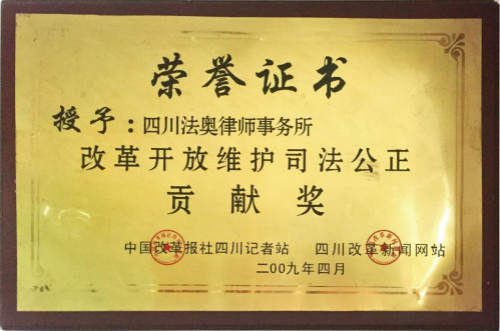 荣誉证书
授予：四川法奥律师事务所
改革开放维护司法公正
贡献奖
中国改革报社四川记者站 四川改革新闻网站
二00九年四月